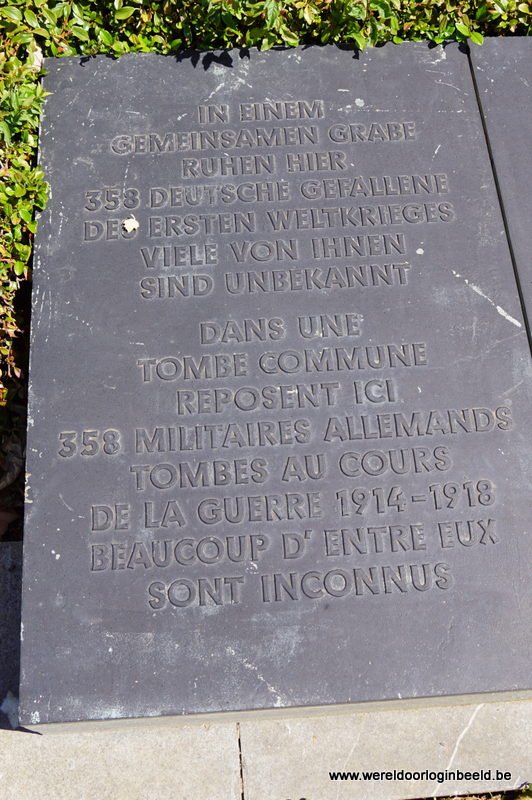 IN EINEM
GEMEINSAMEN GRABE
RUHEN HIER
358 DEUTSCHE GEFALLENE
DES ERSTEN WELTKRIEGES
VIELE VON IHNEN
SIND UNBEKANNT
DANS UNE
TOMBE COMMUNE
REPOSENT ICI
358 MILITAIRES ALLEMANDS
TOMBES AU COURS
DE LA GUERRE 1914-1918
BEAUCOUP D'ENTRE EUX
SONT INCONNUS
www.wereldoorloginbeeld.be